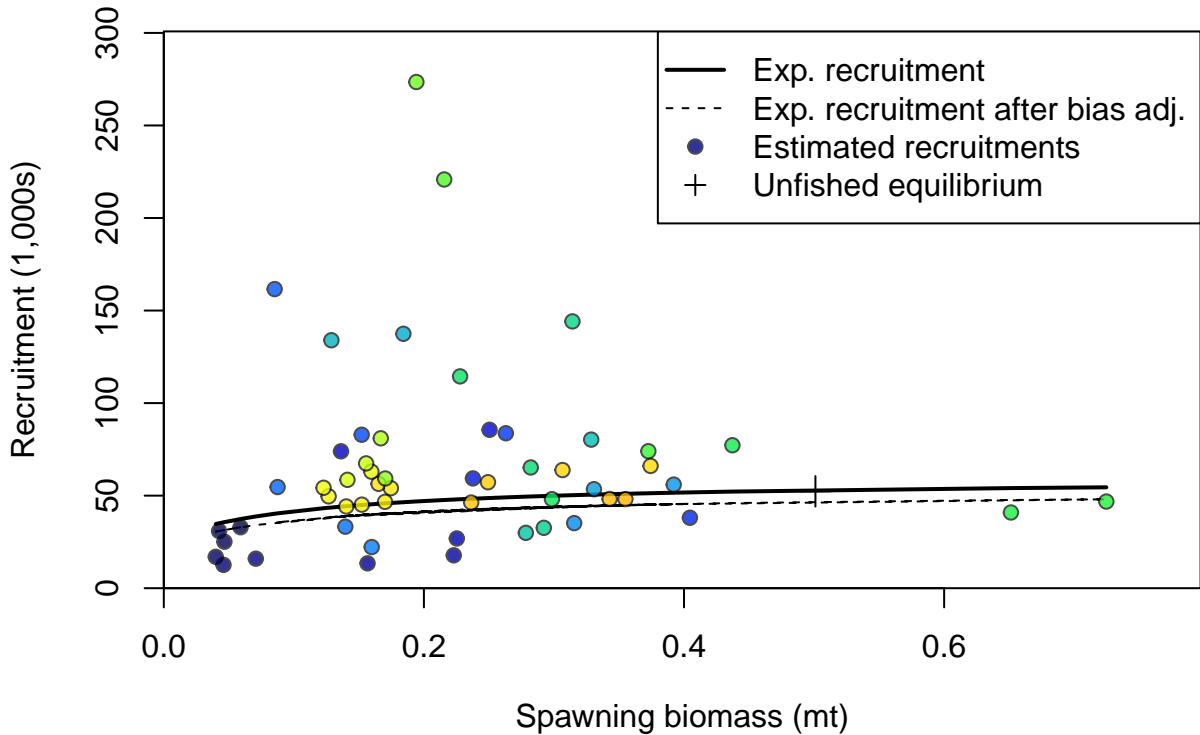 Recruitment (1,000s)
300
250
200
150
100
50
0
Exp. recruitment
Exp. recruitment after bias adj.
Estimated recruitments
Unfished equilibrium
0.0 0.2 0.4 0.6
Spawning biomass (mt)